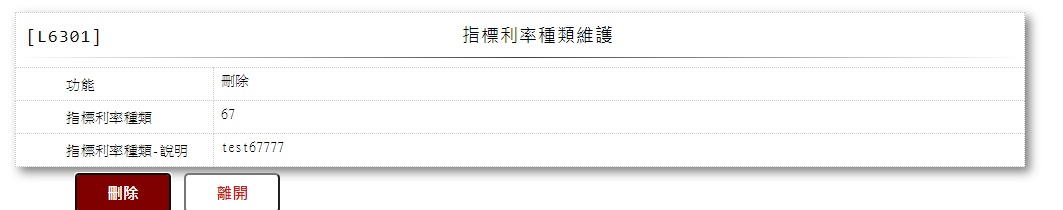 [L6301] 指標利率種類維護
功能 刪除
指標利率種類 67
指標利率種類-說明 test67777
刪除 離開